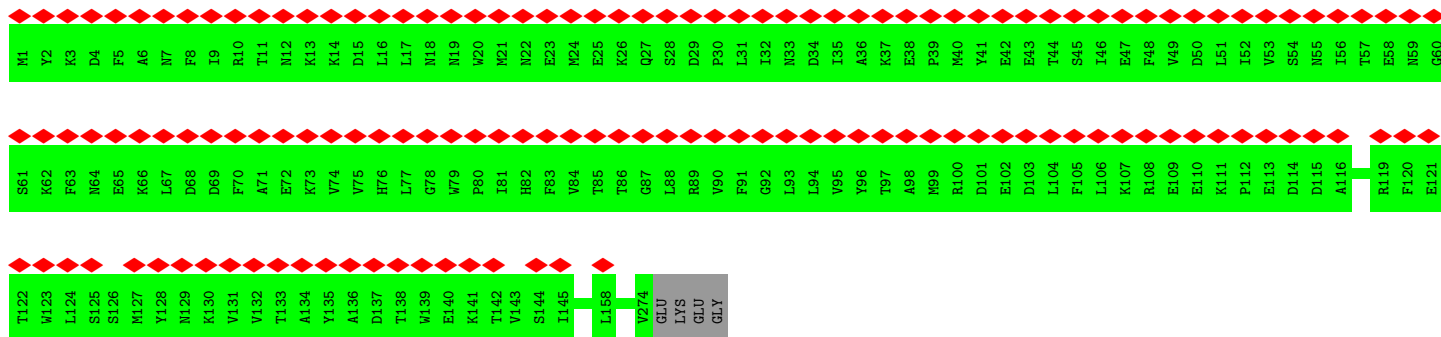 M1 Y2 K3 D4 F5 A6 N7 F8 I9 R10 T11 N12 K13 K14 D15 L16 L17 N18 N19 W20 M21 N22 E23 M24 E25 K26 Q27 S28 D29 P30 L31 I32 N33 D34 I35 A36 K37 E38 P39 M40 Y41 E42 E43 T44 S45 I46 E47 F48 V49 D50 L51 I52 V53 S54 N55 I56 T57 E58 N59 G60
S61 K62 F63 N64 E65 K66 L67 D68 D69 F70 A71 E72 K73 V74 V75 H76 L77 G78 W79 P80 I81 H82 F83 V84 T85 T86 G87 L88 R89 V90 F91 G92 L93 L94 V95 Y96 T97 A98 M99 R100 D101 E102 D103 L104 F105 L106 K107 R108 E109 E110 K111 P112 E113 D114 D115 A116 R119 F120 E121
T122 W123 L124 S125 S126 M127 Y128 N129 K130 V131 V132 T133 A134 Y135 A136 D137 T138 W139 E140 K141 T142 V143 S144 I145 L158 V274 GLU LYS GLU GLY